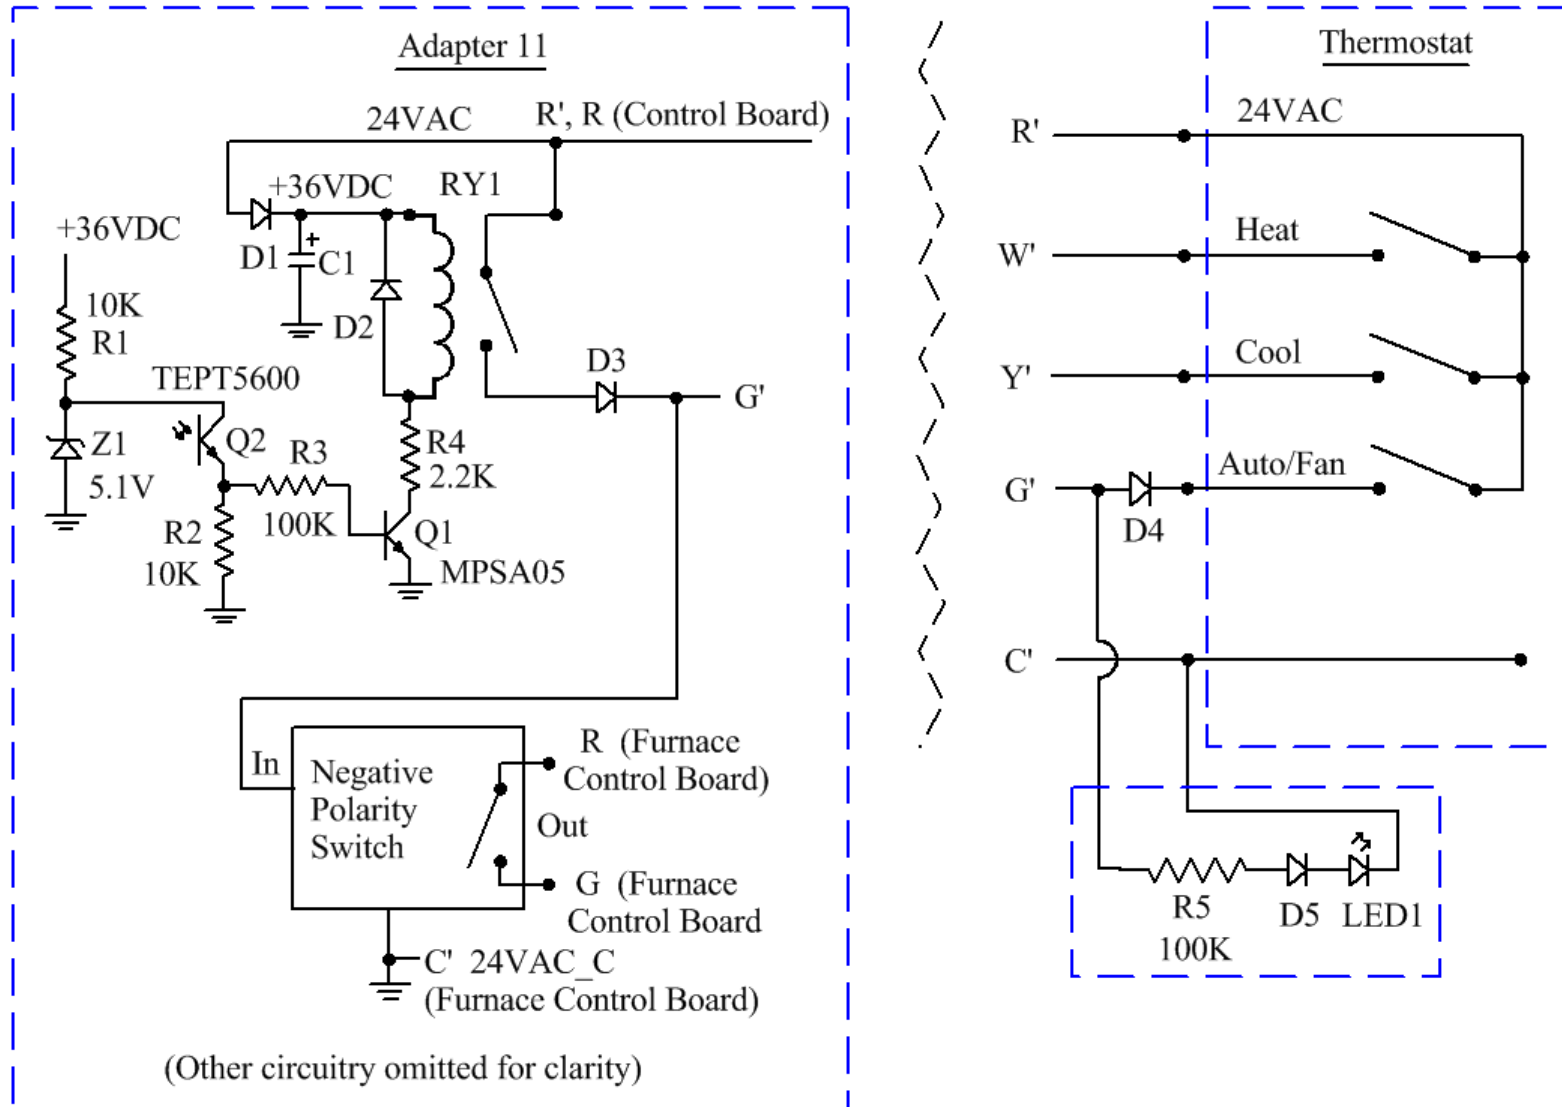 Adapter 11
24VAC
R', R (Control Board)
+36VDC
RY1
+36VDC
D1
+
C1
D2
10K
R1
TEPT5600
D3
G'
Z1
5.1V
Q2
R3
R4
2.2K
100K
R2
10K
Q1
MPSA05
In
Negative
Polarity
Switch
R (Furnace
Control Board)
Out
G (Furnace
Control Board
C' 24VAC_C
(Furnace Control Board)
(Other circuitry omitted for clarity)
Thermostat
R'
24VAC
W'
Heat
Y'
Cool
G'
Auto/Fan
D4
C'
R5
100K
D5
LED1